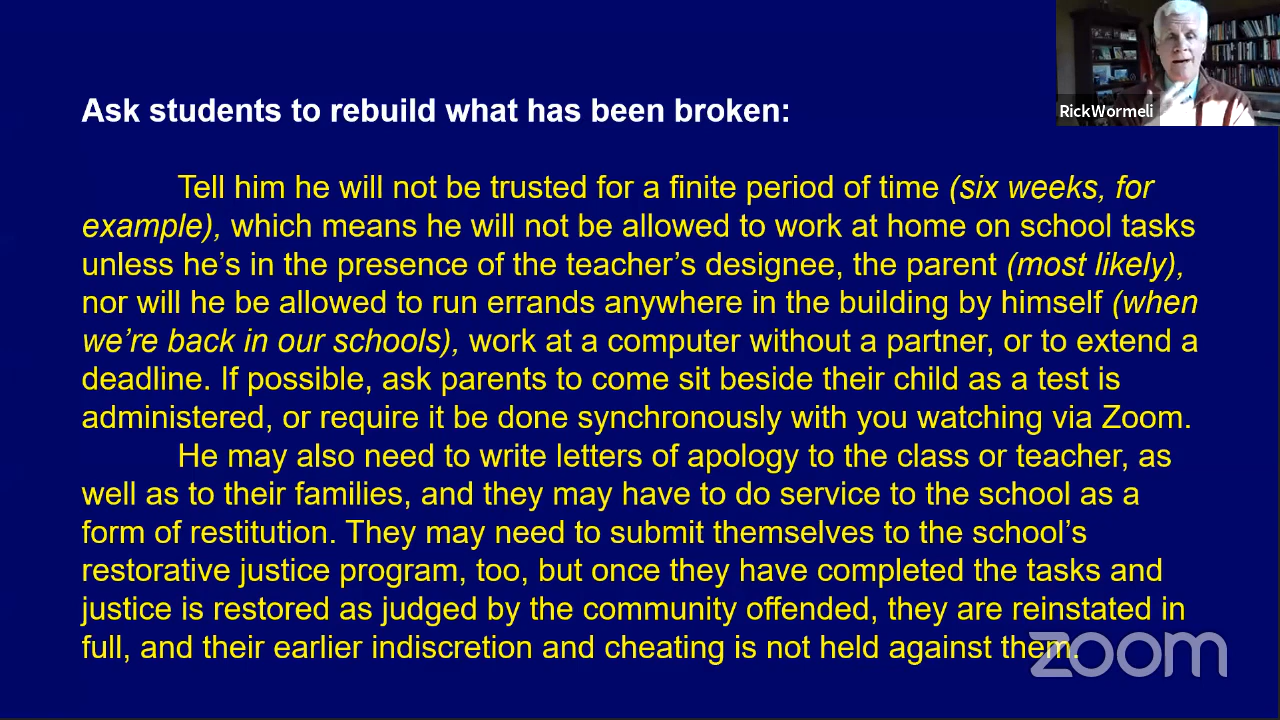 RickWormeli
Ask students to rebuild what has been broken:
Tell him he will not be trusted for a finite period of time (six weeks, for
example), which means he will not be allowed to work at home on school tasks
unless he’s in the presence of the teacher’s designee, the parent (most likely),
nor will he be allowed to run errands anywhere in the building by himself (when
we’re back in our schools), work at a computer without a partner, or to extend a
deadline. If possible, ask parents to come sit beside their child as a test is
administered, or require it be done synchronously with you watching via Zoom.
He may also need to write letters of apology to the class or teacher, as
well as to their families, and they may have to do service to the school as a
form of restitution. They may need to submit themselves to the school’s
restorative justice program, too, but once they have completed the tasks and
justice is restored as judged by the community offended, they are reinstated in
full, and their earlier indiscretion and cheating is not held against them.
zoom